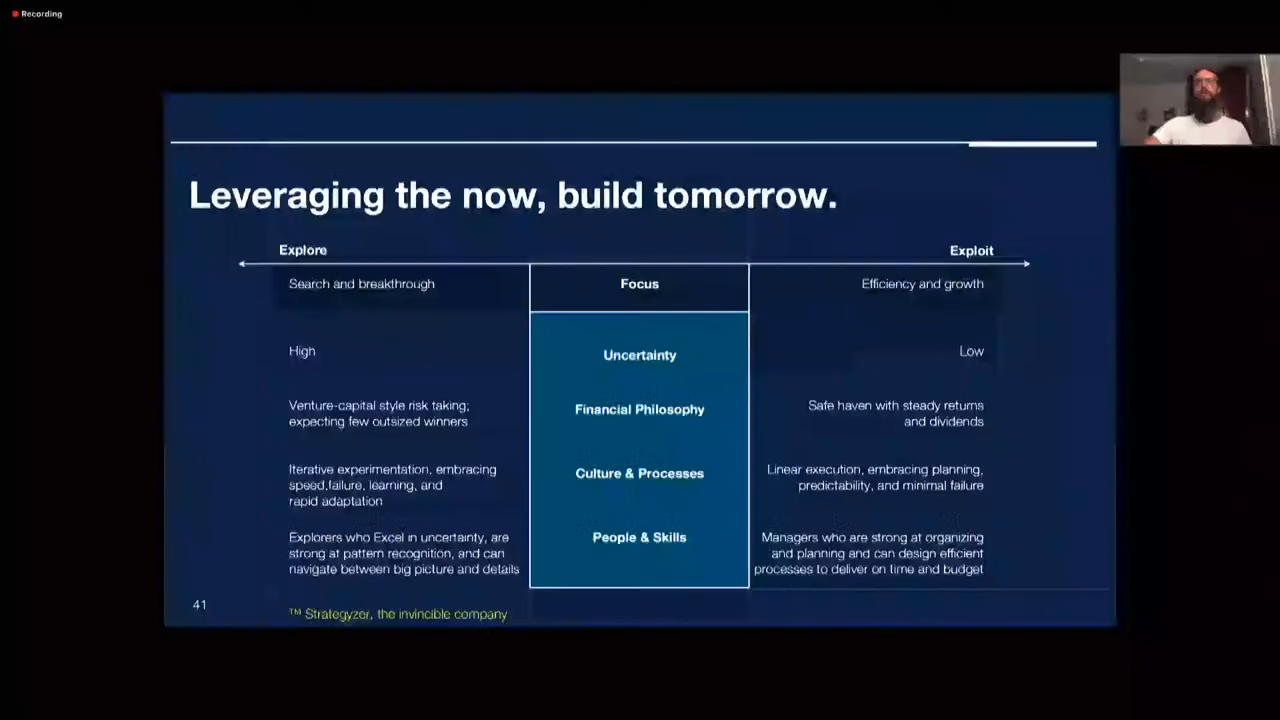 Recording
Leveraging the now, build tomorrow.
Explore
Exploit
Search and breakthrough
Focus
Efficiency and growth
High
Uncertainty
Low
Venture-capital style risk taking;
expecting few outsized winners
Financial Philosophy
Safe haven with steady returns
and dividends
Iterative experimentation, embracing
speed,failure, learning, and
rapid adaptation
Culture & Processes
Linear execution, embracing planning,
predictability, and minimal failure
Explorers who Excel in uncertainty, are
strong at pattern recognition, and can
navigate between big picture and details
People & Skills
Managers who are strong at organizing
and planning and can design efficient
processes to deliver on time and budget
41
™ Strategyzer, the invincible company